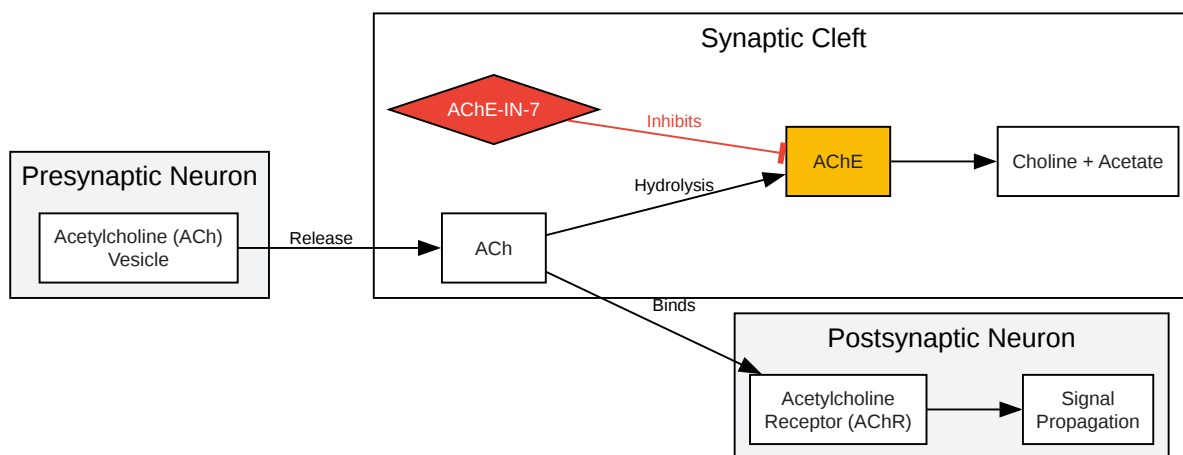 Synaptic Cleft
AChE-IN-7
Inhibits
AChE
Choline + Acetate
Presynaptic Neuron
Hydrolysis
Acetylcholine (ACh)
Vesicle
Release
ACh
Binds
Postsynaptic Neuron
Acetylcholine
Receptor (AChR)
Signal
Propagation